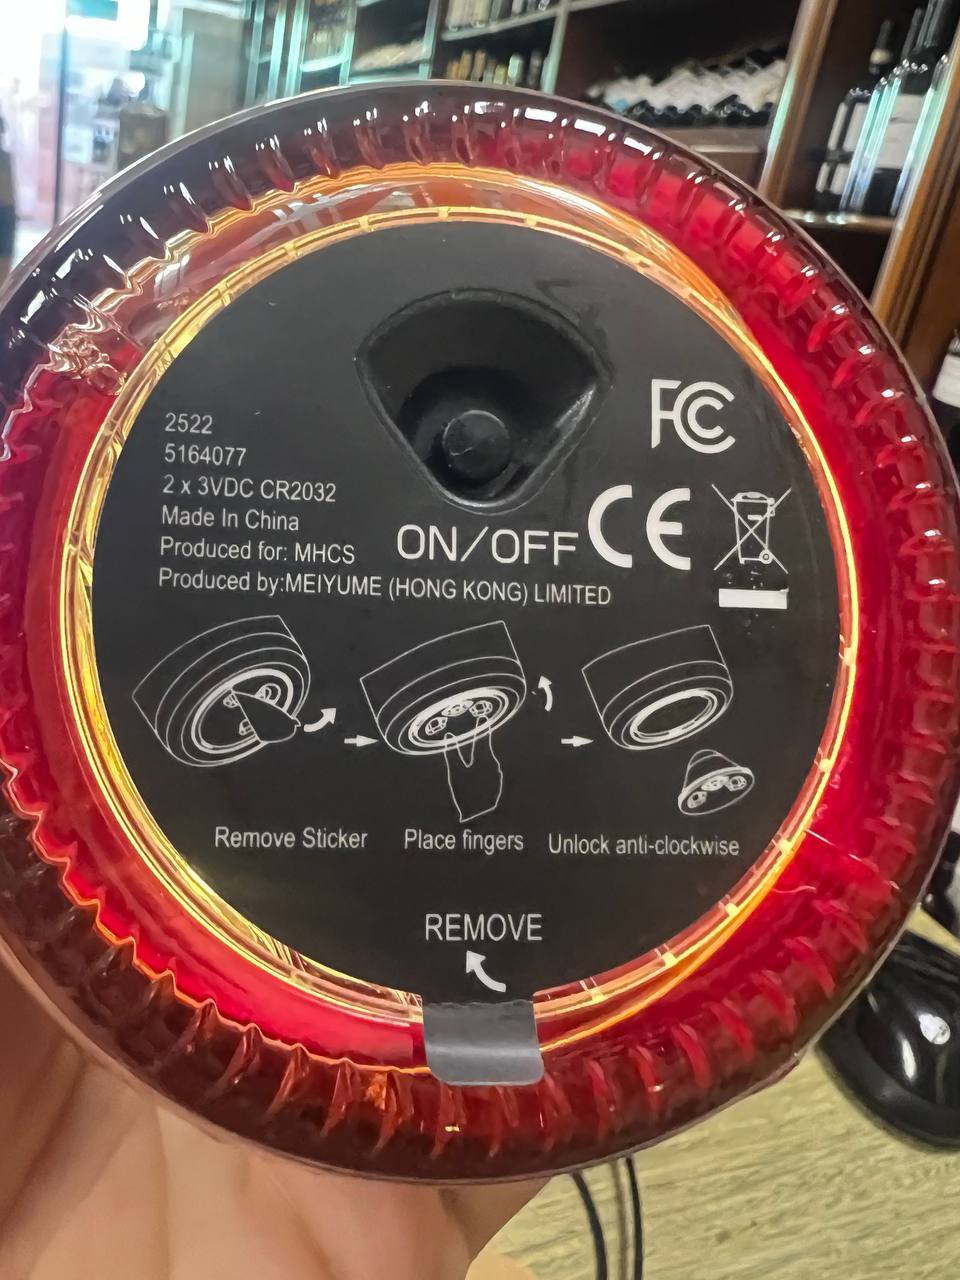 2522
5164077
2 x 3VDC CR2032
Made In China
Produced for: MHCS
Produced by:MEIYUME (HONG KONG) LIMITED
ON/OFF
FC
CE
Remove Sticker
Place fingers
Unlock anti-clockwise
REMOVE